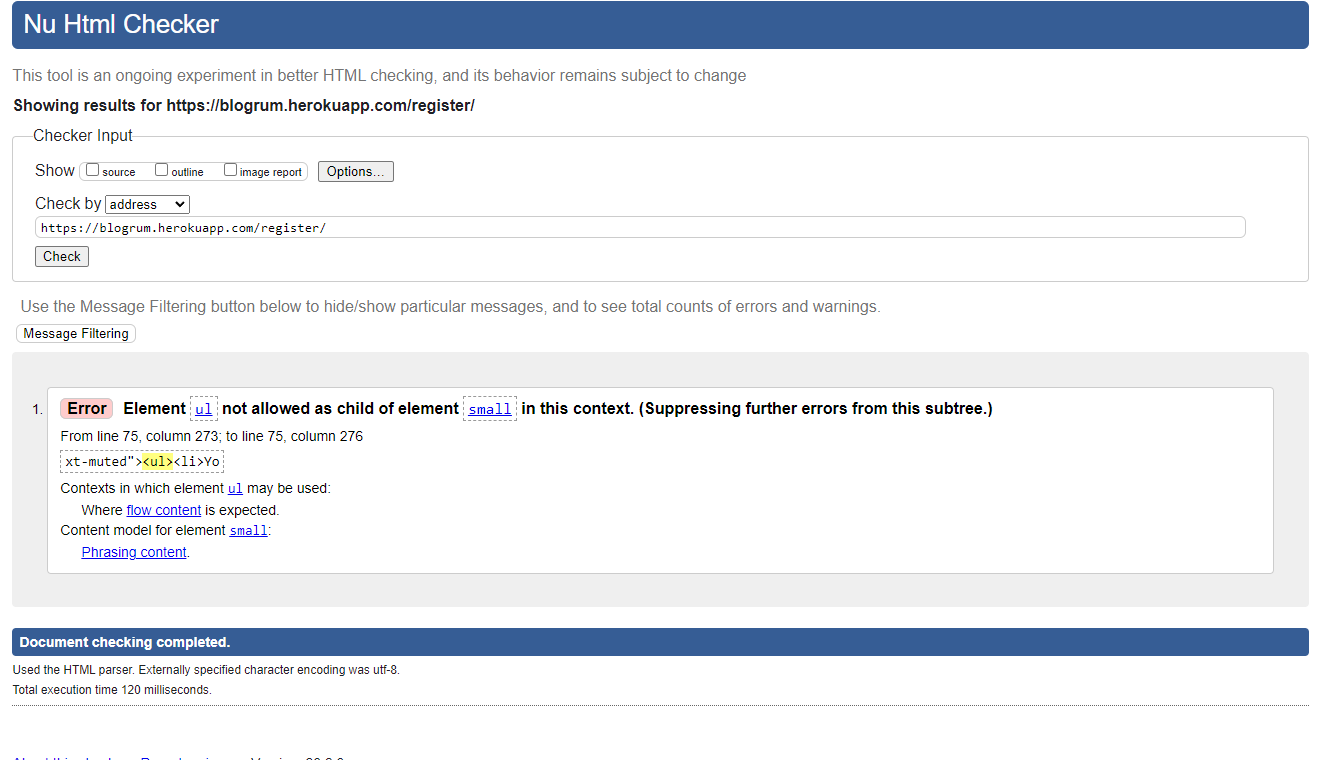 Nu Html Checker
This tool is an ongoing experiment in better HTML checking, and its behavior remains subject to change
Showing results for https://blogrum.herokuapp.com/register/
Checker Input
Show source outline image report Options...
Check by address
https://blogrum.herokuapp.com/register/
Check
Use the Message Filtering button below to hide/show particular messages, and to see total counts of errors and warnings.
Message Filtering
1. Error Element ul not allowed as child of element small in this context. (Suppressing further errors from this subtree.)
From line 75, column 273; to line 75, column 276
xt-muted"><ul><li>Yo
Contexts in which element ul may be used:
Where flow content is expected.
Content model for element small:
Phrasing content.
Document checking completed.
Used the HTML parser. Externally specified character encoding was utf-8.
Total execution time 120 milliseconds.